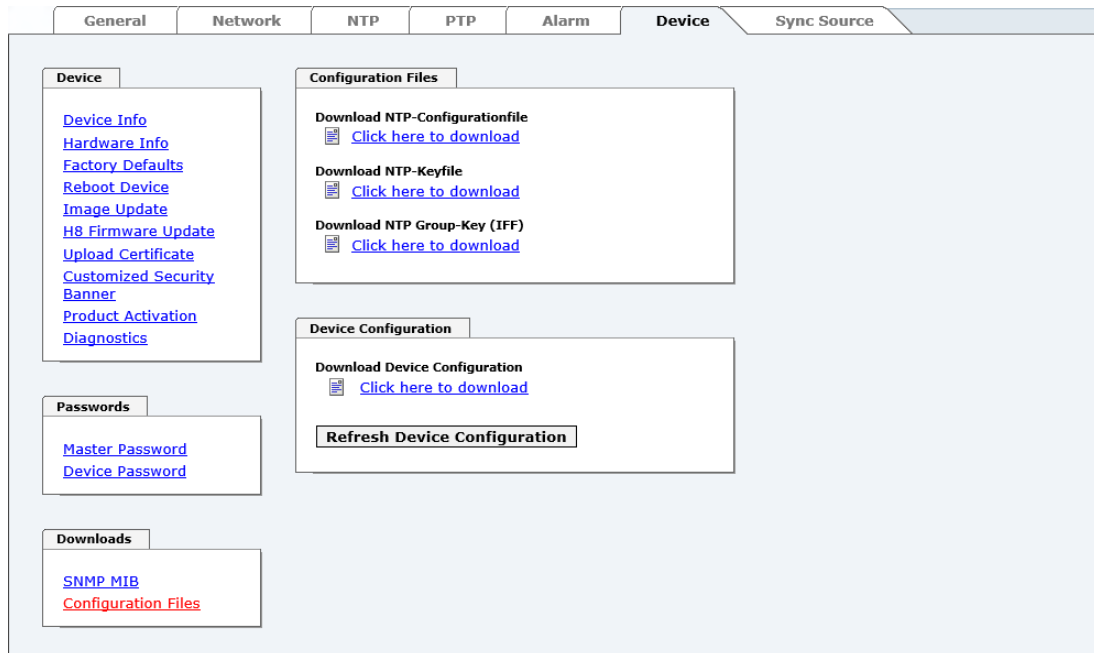 General Network NTP PTP Alarm Device Sync Source
Device
Device Info
Hardware Info
Factory Defaults
Reboot Device
Image Update
H8 Firmware Update
Upload Certificate
Customized Security
Banner
Product Activation
Diagnostics
Passwords
Master Password
Device Password
Downloads
SNMP MIB
Configuration Files
Configuration Files
Download NTP-Configurationfile
Click here to download
Download NTP-Keyfile
Click here to download
Download NTP Group-Key (IFF)
Click here to download
Device Configuration
Download Device Configuration
Click here to download
Refresh Device Configuration